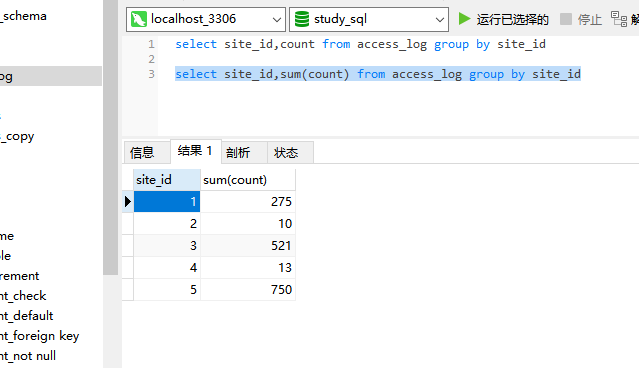 localhost_3306 study_sql 运行已选择的 停止
_schema
og
_copy
me
le
rement
nt_check
nt_default
nt_foreign key
nt_not null
1 select site_id,count from access_log group by site_id
2
3 select site_id,sum(count) from access_log group by site_id
信息 结果 1 剖析 状态
site_id sum(count)
1 275
2 10
3 521
4 13
5 750